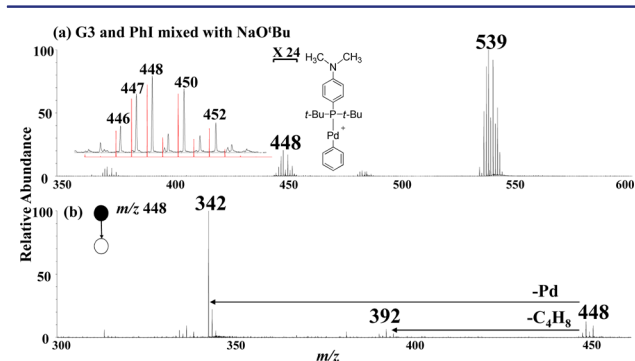 (a) G3 and PhI mixed with NaOᵗBu
539
X 24
H₃C CH₃
N
448
447
450
446
452
t-Bu P t-Bu
Pd +
448
100
50
0
350 400 450 500 550 600
Relative Abundance
(b) m/z 448
342
100
50
0
-Pd
392 -C₄H₈ 448
300 350 400 450
m/z